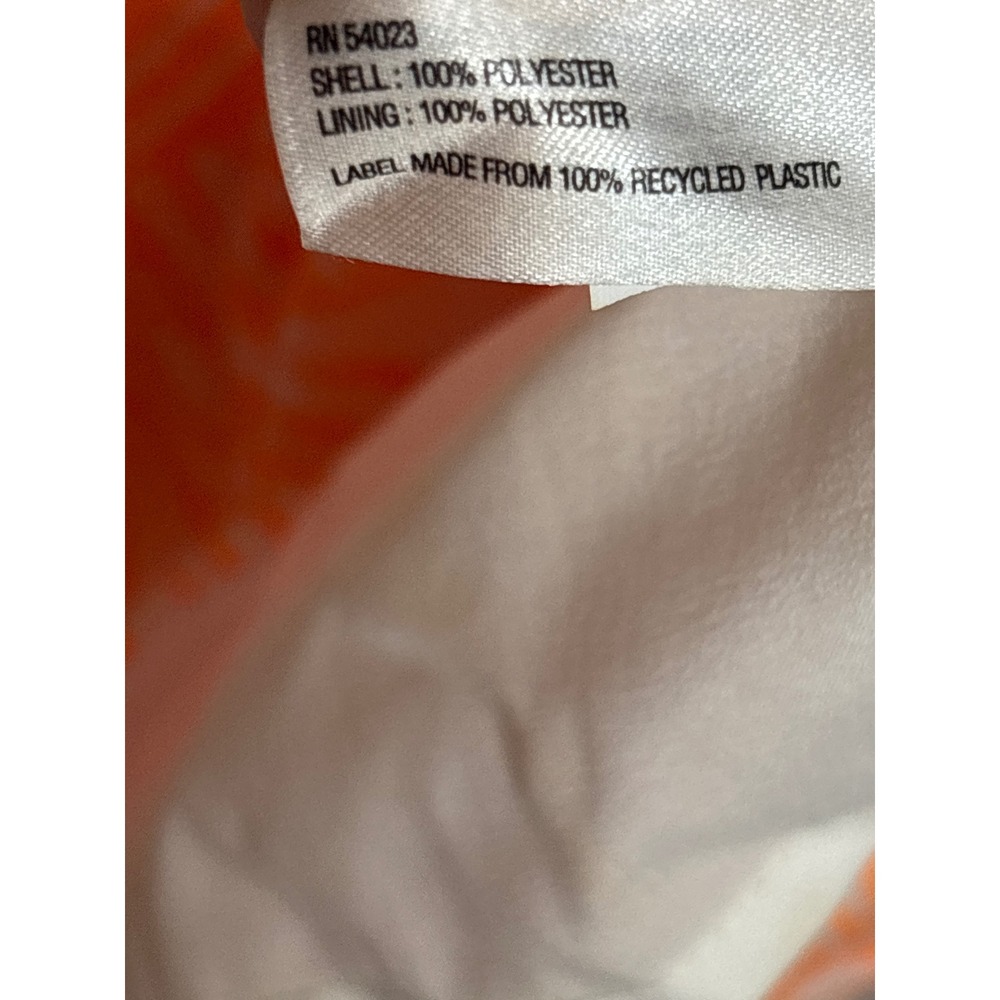 RN 54023
SHELL : 100% POLYESTER
LINING : 100% POLYESTER
LABEL MADE FROM 100% RECYCLED PLASTIC